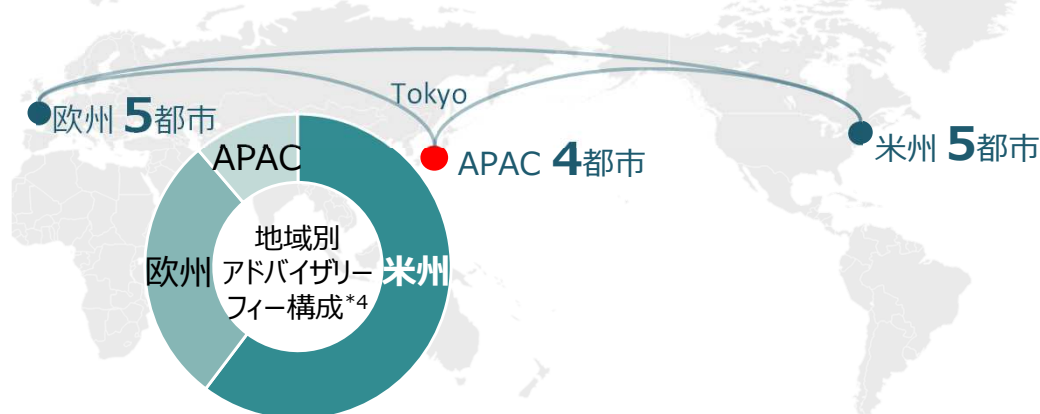 Tokyo
欧州 5都市
APAC 4都市
米州 5都市
APAC
欧州
米州
地域別
アドバイザリー
フィー構成*4